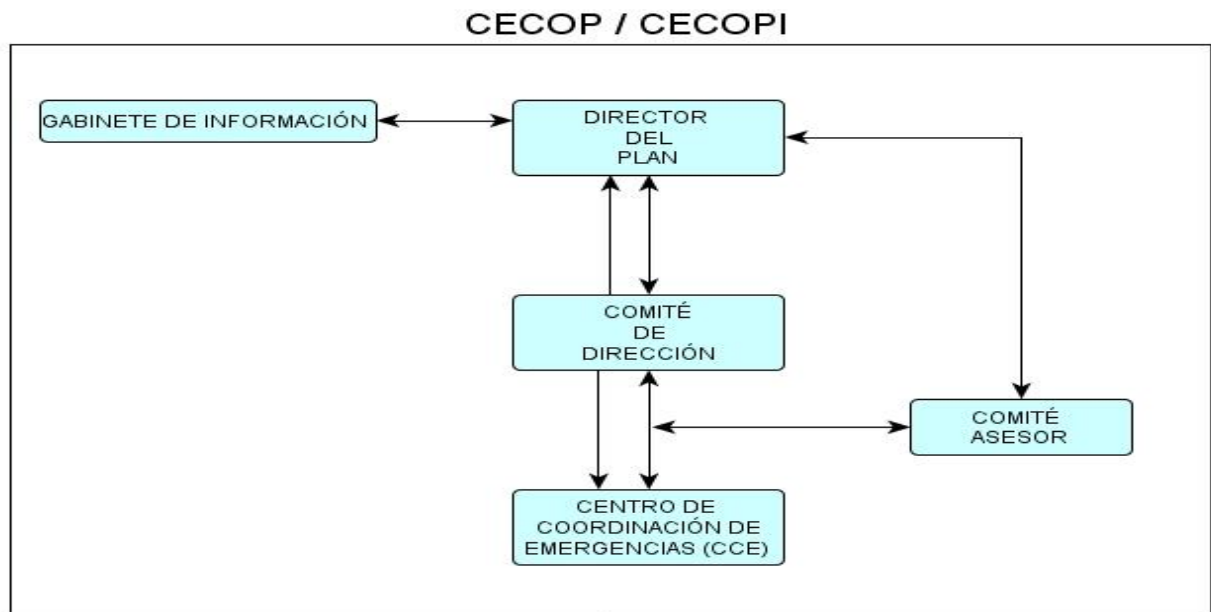 CECOP / CECOPI
GABINETE DE INFORMACIÓN
DIRECTOR
DEL
PLAN
COMITÉ
DE
DIRECCIÓN
COMITÉ
ASESOR
CENTRO DE
COORDINACIÓN DE
EMERGENCIAS (CCE)